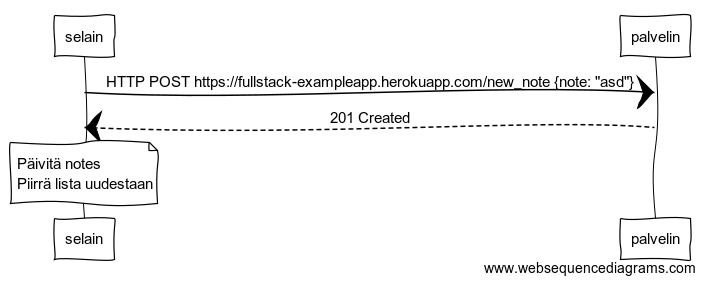 selain
palvelin
HTTP POST https://fullstack-exampleapp.herokuapp.com/new_note {note: "asd"}
201 Created
Päivitä notes
Piirrä lista uudestaan
selain
palvelin
www.websequencediagrams.com